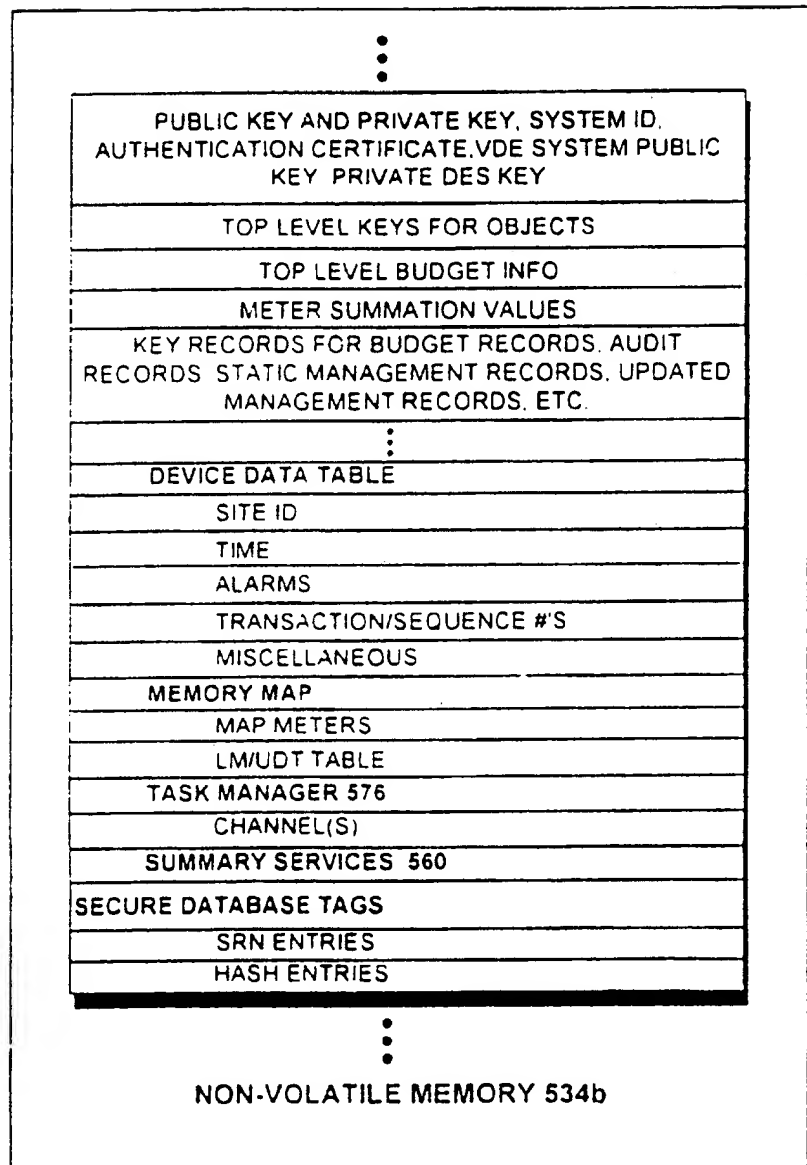 PUBLIC KEY AND PRIVATE KEY, SYSTEM ID,
AUTHENTICATION CERTIFICATE,VDE SYSTEM PUBLIC
KEY PRIVATE DES KEY
TOP LEVEL KEYS FOR OBJECTS
TOP LEVEL BUDGET INFO
METER SUMMATION VALUES
KEY RECORDS FOR BUDGET RECORDS, AUDIT
RECORDS STATIC MANAGEMENT RECORDS, UPDATED
MANAGEMENT RECORDS, ETC.
DEVICE DATA TABLE
SITE ID
TIME
ALARMS
TRANSACTION/SEQUENCE #'S
MISCELLANEOUS
MEMORY MAP
MAP METERS
LM/UDT TABLE
TASK MANAGER 576
CHANNEL(S)
SUMMARY SERVICES 560
SECURE DATABASE TAGS
SRN ENTRIES
HASH ENTRIES
NON-VOLATILE MEMORY 534b